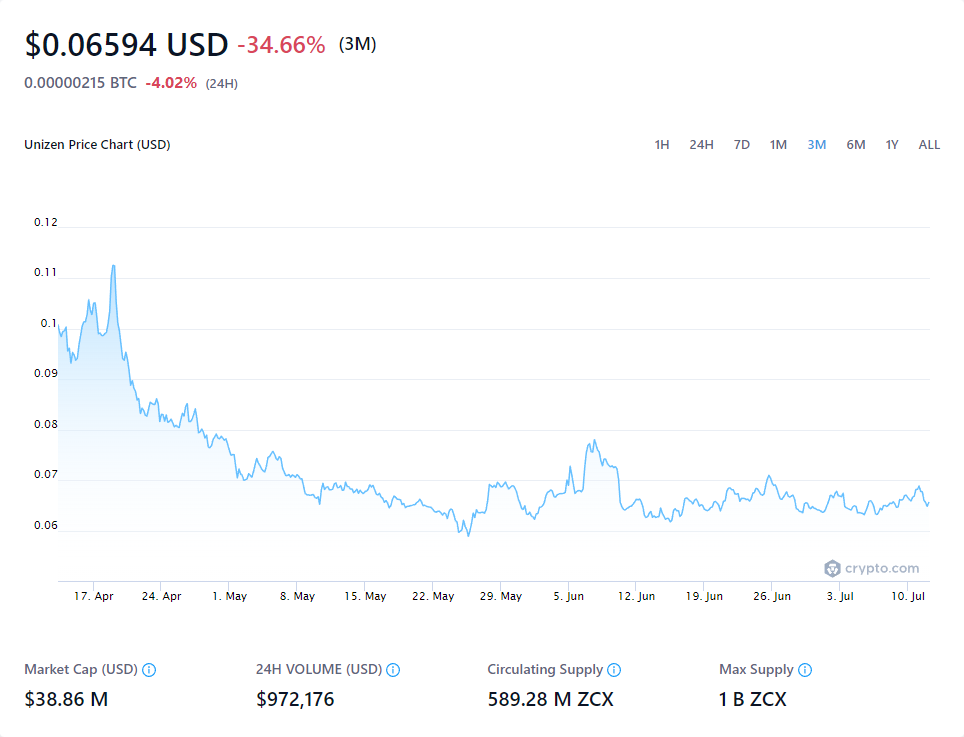 $0.06594 USD -34.66% (3M)
0.00000215 BTC -4.02% (24H)
Unizen Price Chart (USD) 1H 24H 7D 1M 3M 6M 1Y ALL
0.12
0.11
0.1
0.09
0.08
0.07
0.06
crypto.com
17. Apr 24. Apr 1. May 8. May 15. May 22. May 29. May 5. Jun 12. Jun 19. Jun 26. Jun 3. Jul 10. Jul
Market Cap (USD) 24H VOLUME (USD) Circulating Supply Max Supply
$38.86 M $972,176 589.28 M ZCX 1 B ZCX